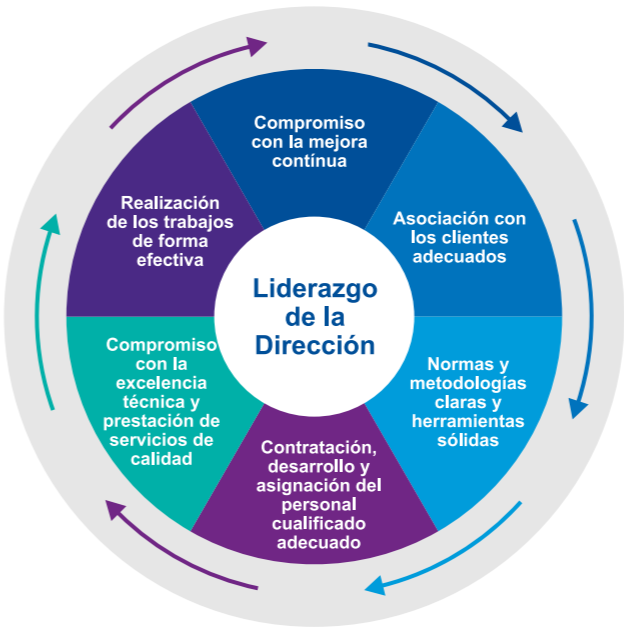 Compromiso
con la mejora
contínua
Asociación con
los clientes
adecuados
Normas y
metodologías
claras y
herramientas
sólidas
Contratación,
desarrollo y
asignación del
personal
cualificado
adecuado
Compromiso
con la
excelencia
técnica y
prestación de
servicios de
calidad
Realización
de los trabajos
de forma
efectiva
Liderazgo
de la
Dirección